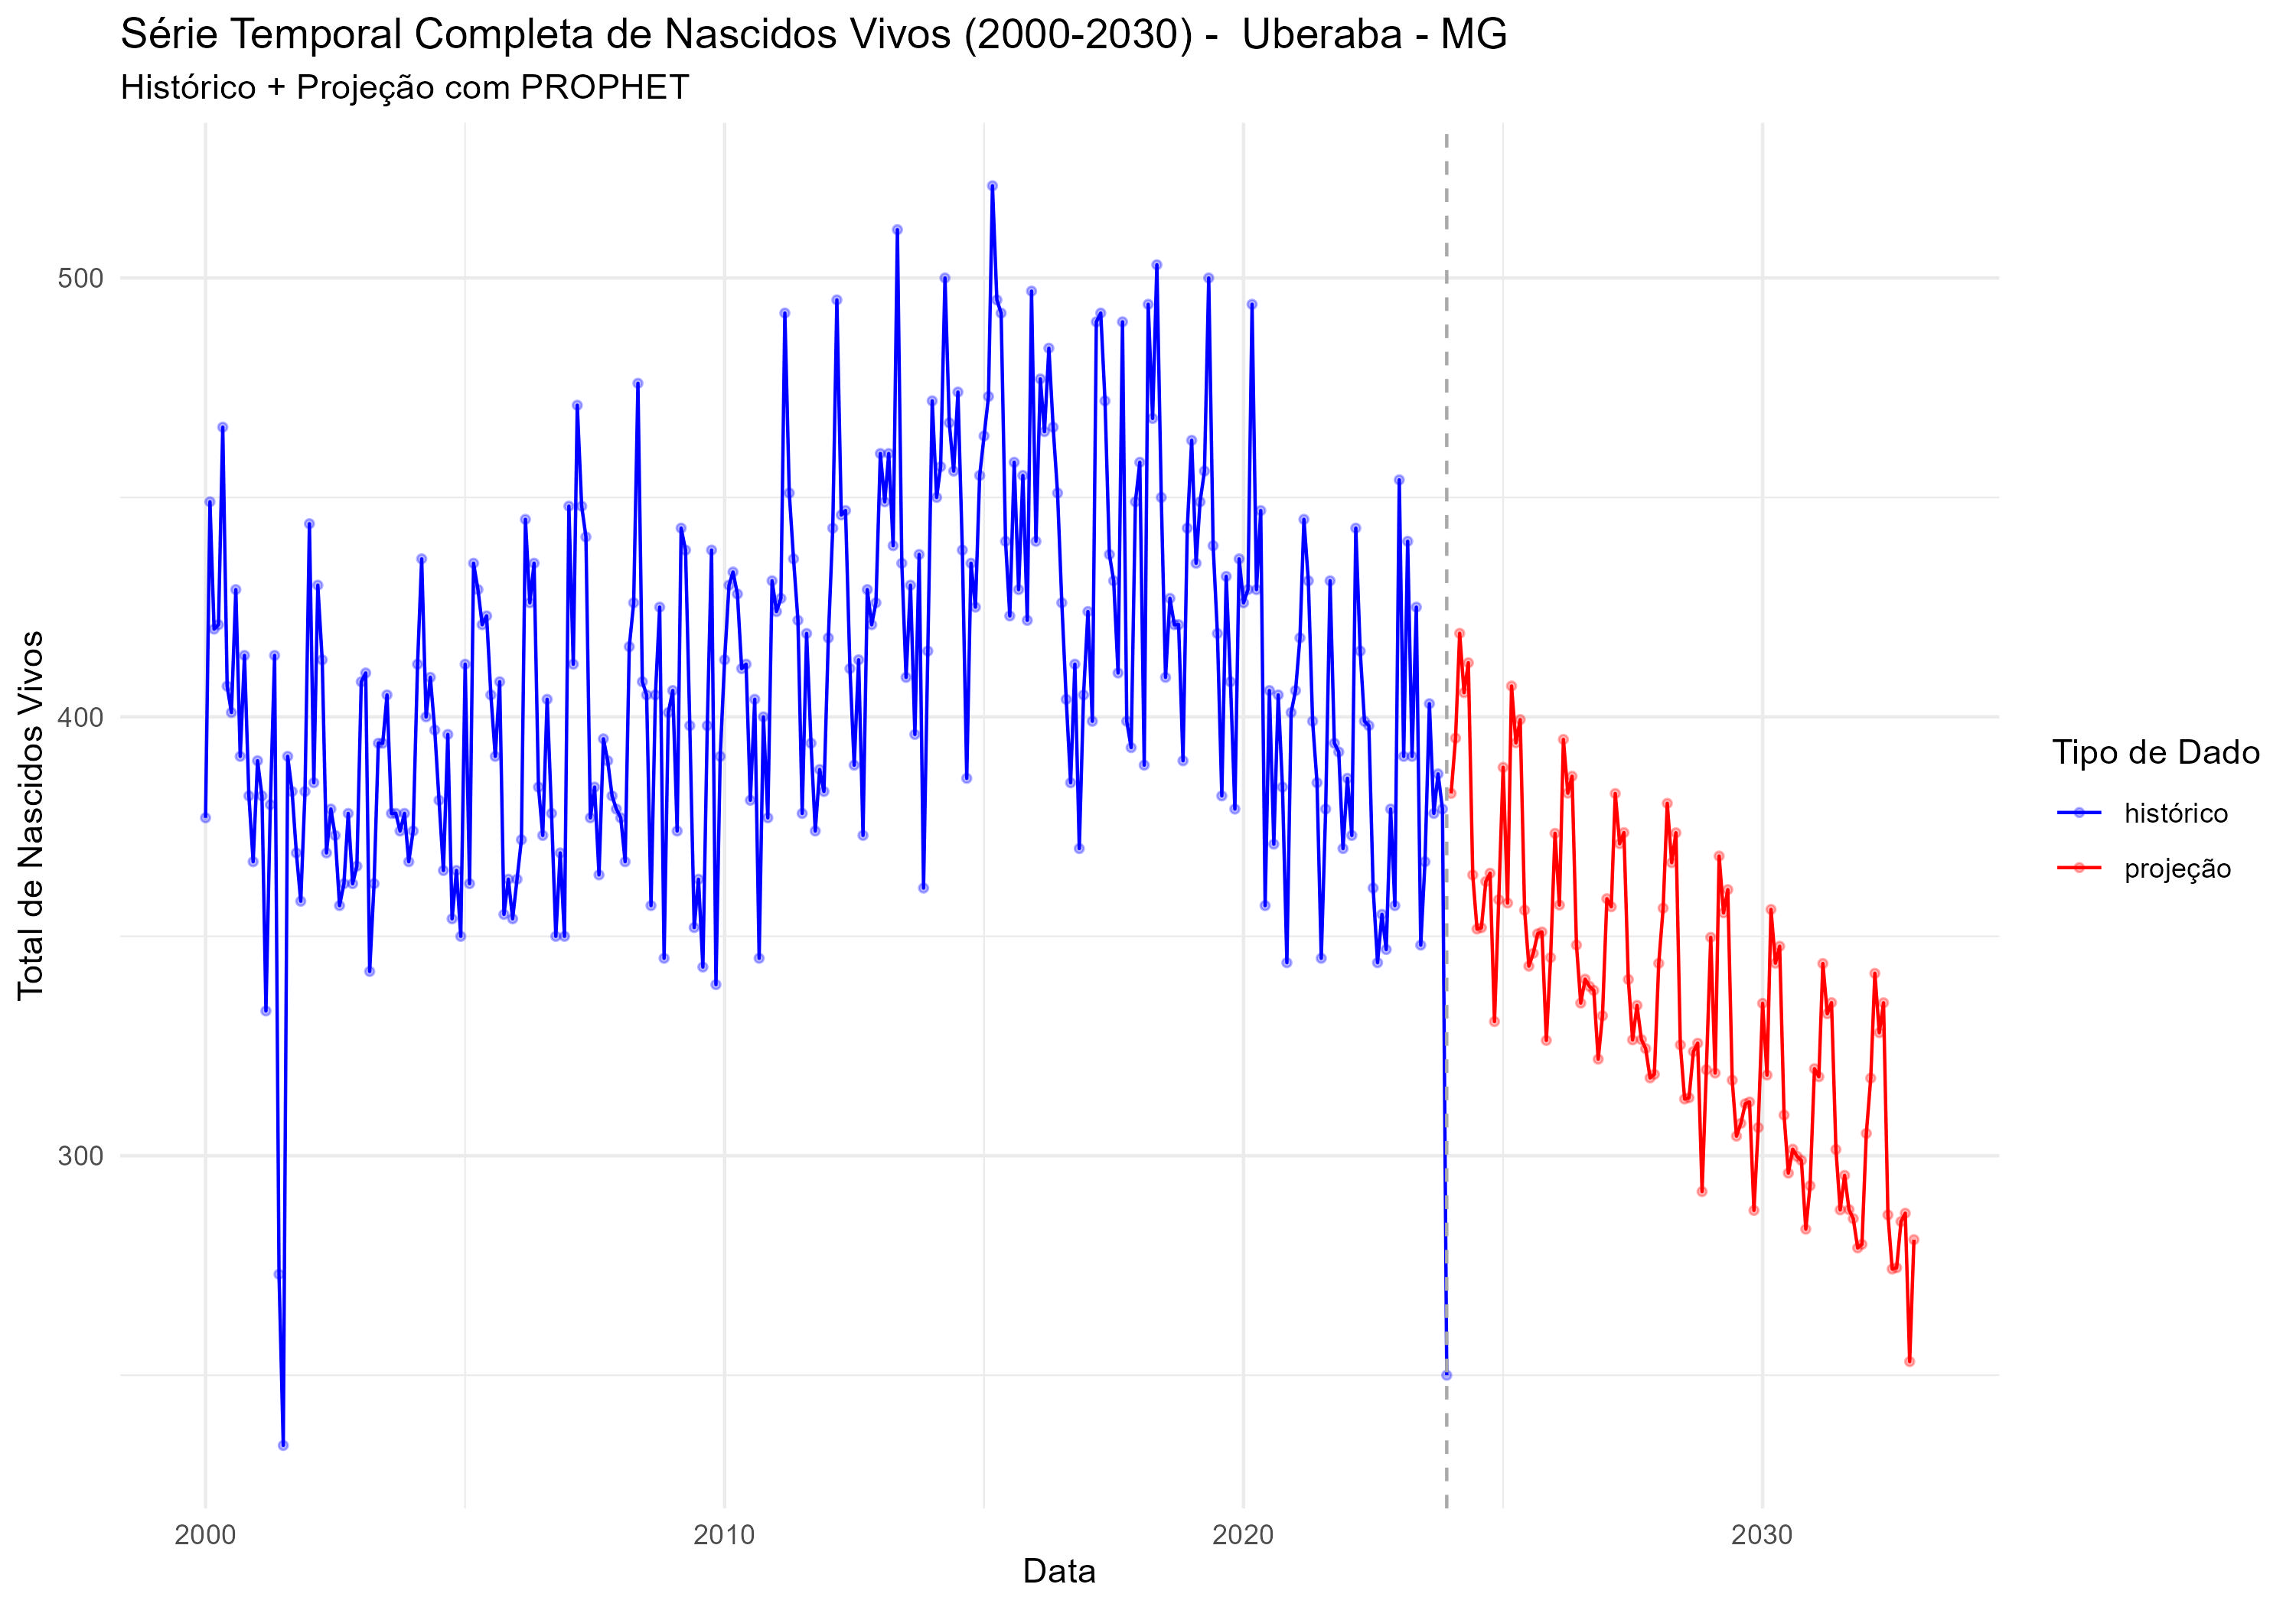 Série Temporal Completa de Nascidos Vivos (2000-2030) -  Uberaba - MG
Histórico + Projeção com PROPHET
Total de Nascidos Vivos
500
400
300
2000
2010
2020
2030
Data
Tipo de Dado
histórico
projeção